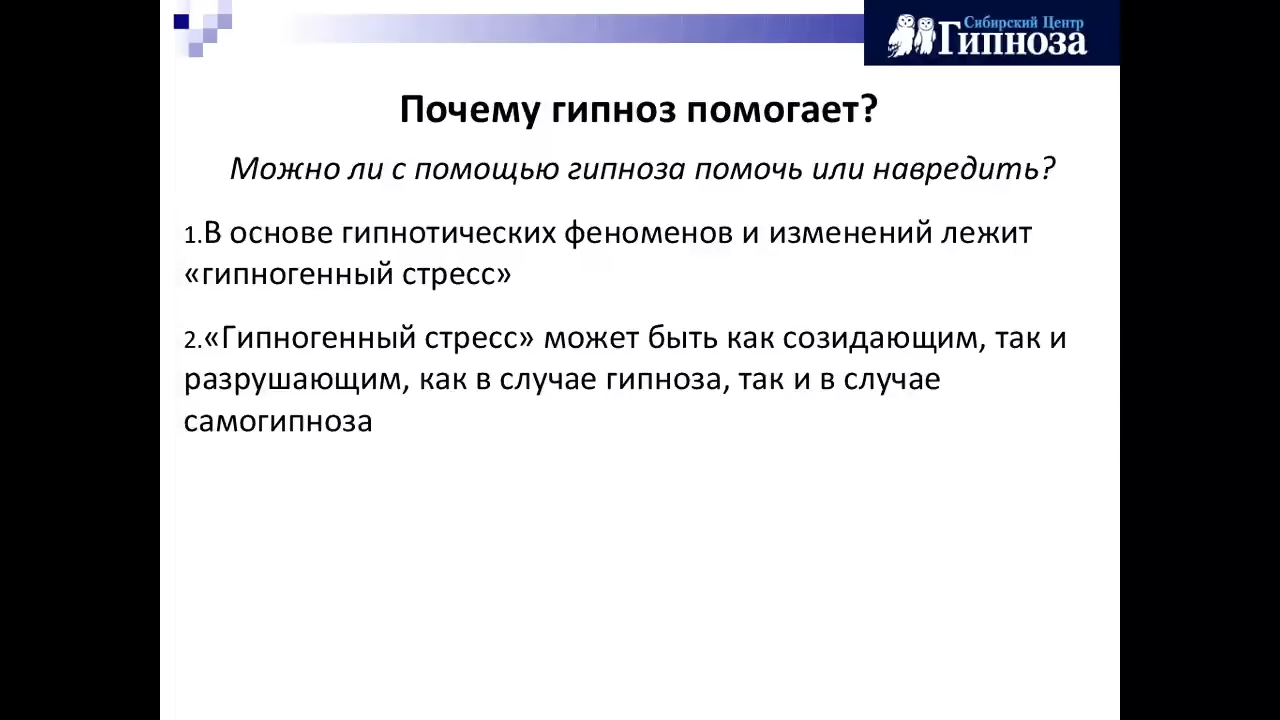 Сибирский Центр
Гипноза
Почему гипноз помогает?
Можно ли с помощью гипноза помочь или навредить?
1.В основе гипнотических феноменов и изменений лежит
«гипногенный стресс»
2.«Гипногенный стресс» может быть как созидающим, так и
разрушающим, как в случае гипноза, так и в случае
самогипноза